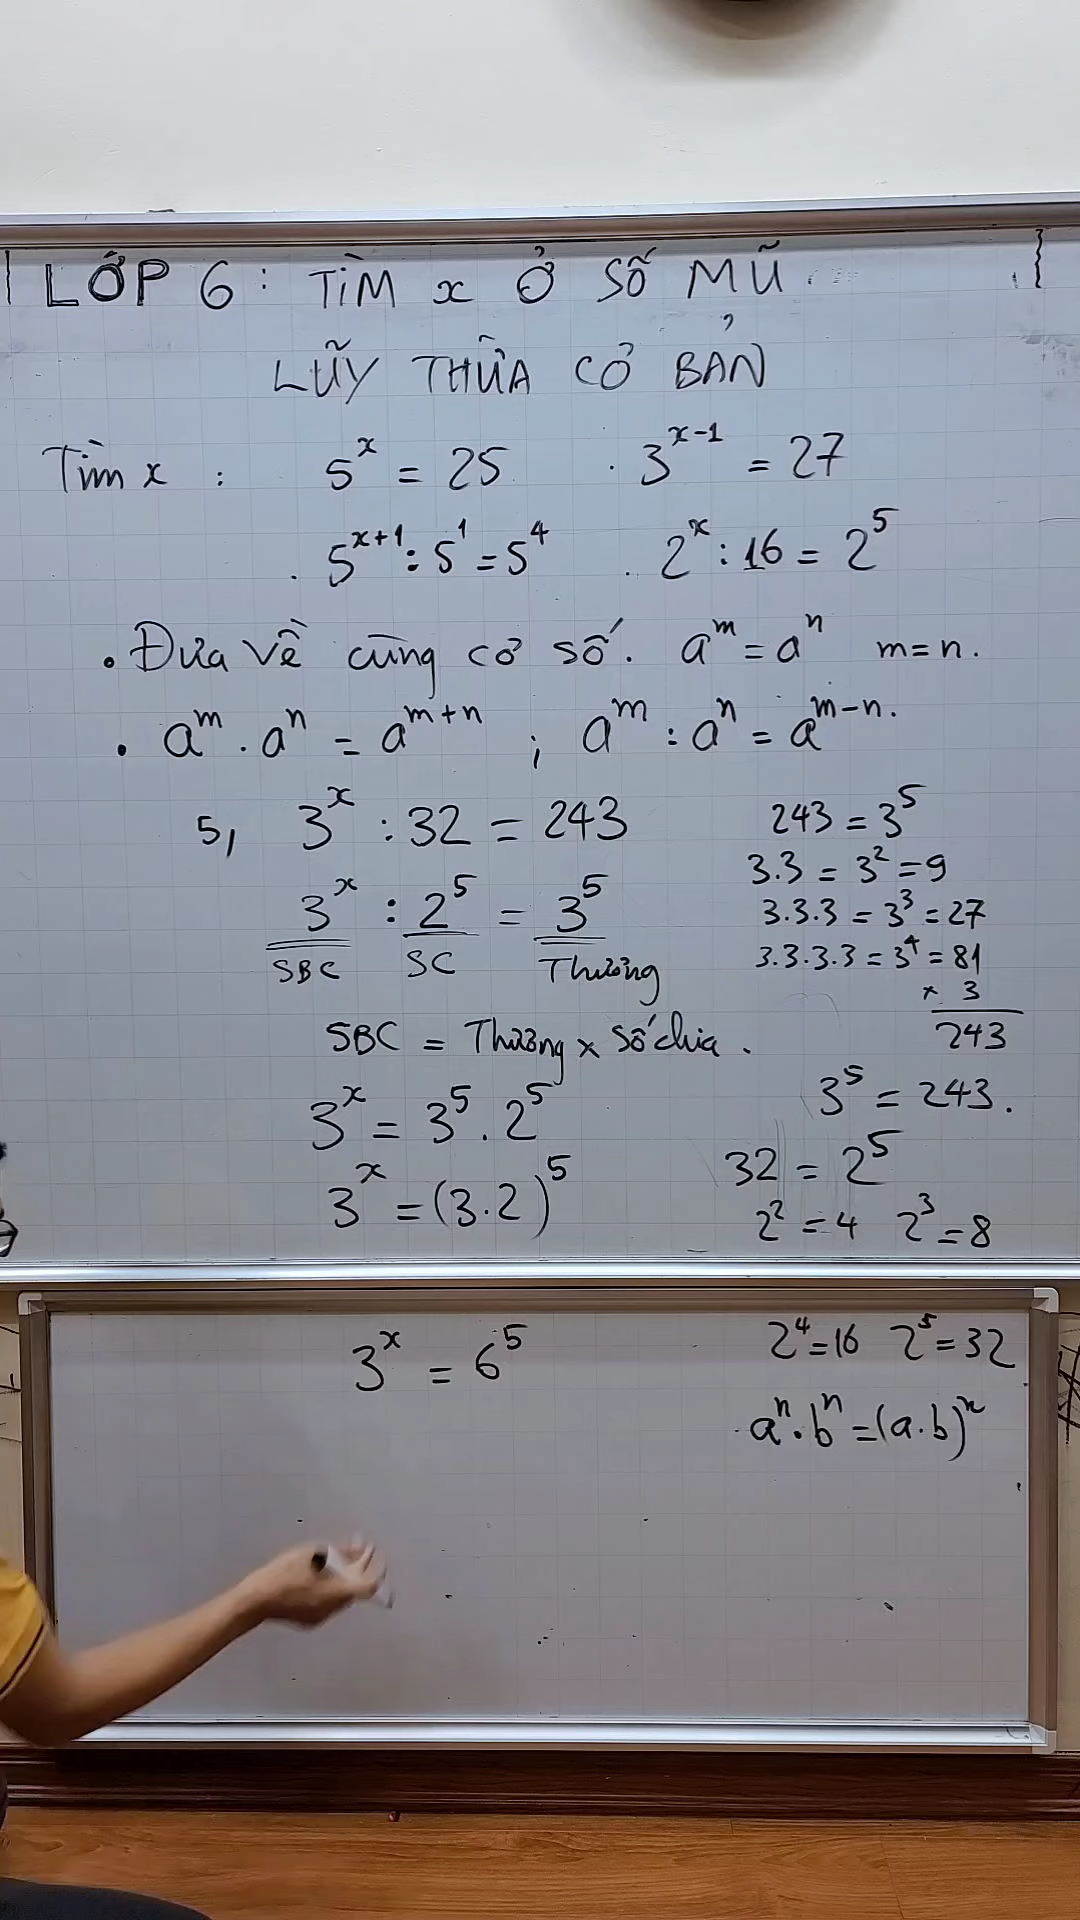 LỚP 6 : TÌM x Ở SỐ MŨ
LŨY THỪA CƠ BẢN
Tìm x : 5^x = 25 . 3^{x-1} = 27
. 5^{x+1} : 5^1 = 5^4 . 2^x : 16 = 2^5
. Đưa về cùng cơ số. a^m = a^n m = n.
. a^m . a^n = a^{m+n} ; a^m : a^n = a^{m-n}.
5, 3^x : 32 = 243
3^x : 2^5 = 3^5
SBC SC Thương
SBC = Thương x Số chia .
3^x = 3^5 . 2^5
3^x = (3.2)^5
3^x = 6^5
243 = 3^5
3.3 = 3^2 = 9
3.3.3 = 3^3 = 27
3.3.3.3 = 3^4 = 81
x 3
243
3^5 = 243.
32 = 2^5
2^2 = 4 2^3 = 8
2^4 = 16 2^5 = 32
a^n . b^n = (a.b)^n